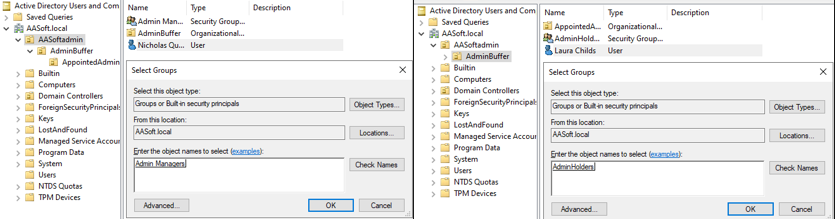 Active Directory Users and Com
Saved Queries
AASoft.local
AASoftadmin
AdminBuffer
AppointedAdmin
Builtin
Computers
Domain Controllers
ForeignSecurityPrincipals
Keys
LostAndFound
Managed Service Accou
Program Data
System
Users
NTDS Quotas
TPM Devices
Name Type Description
Admin Man... Security Group...
AdminBuffer Organizational...
Nicholas Qu... User
Select Groups
Select this object type:
Groups or Built-in security principals Object Types...
From this location:
AASoft.local Locations...
Enter the object names to select (examples):
Admin Managers Check Names
Advanced... OK Cancel
Active Directory Users and Com
Saved Queries
AASoft.local
AASoftadmin
AdminBuffer
Builtin
Computers
Domain Controllers
ForeignSecurityPrincipals
Keys
LostAndFound
Managed Service Accou
Program Data
System
Users
NTDS Quotas
TPM Devices
Name Type Description
AppointedA... Organizational...
AdminHold... Security Group...
Laura Childs User
Select Groups
Select this object type:
Groups or Built-in security principals Object Types...
From this location:
AASoft.local Locations...
Enter the object names to select (examples):
AdminHolders Check Names
Advanced... OK Cancel